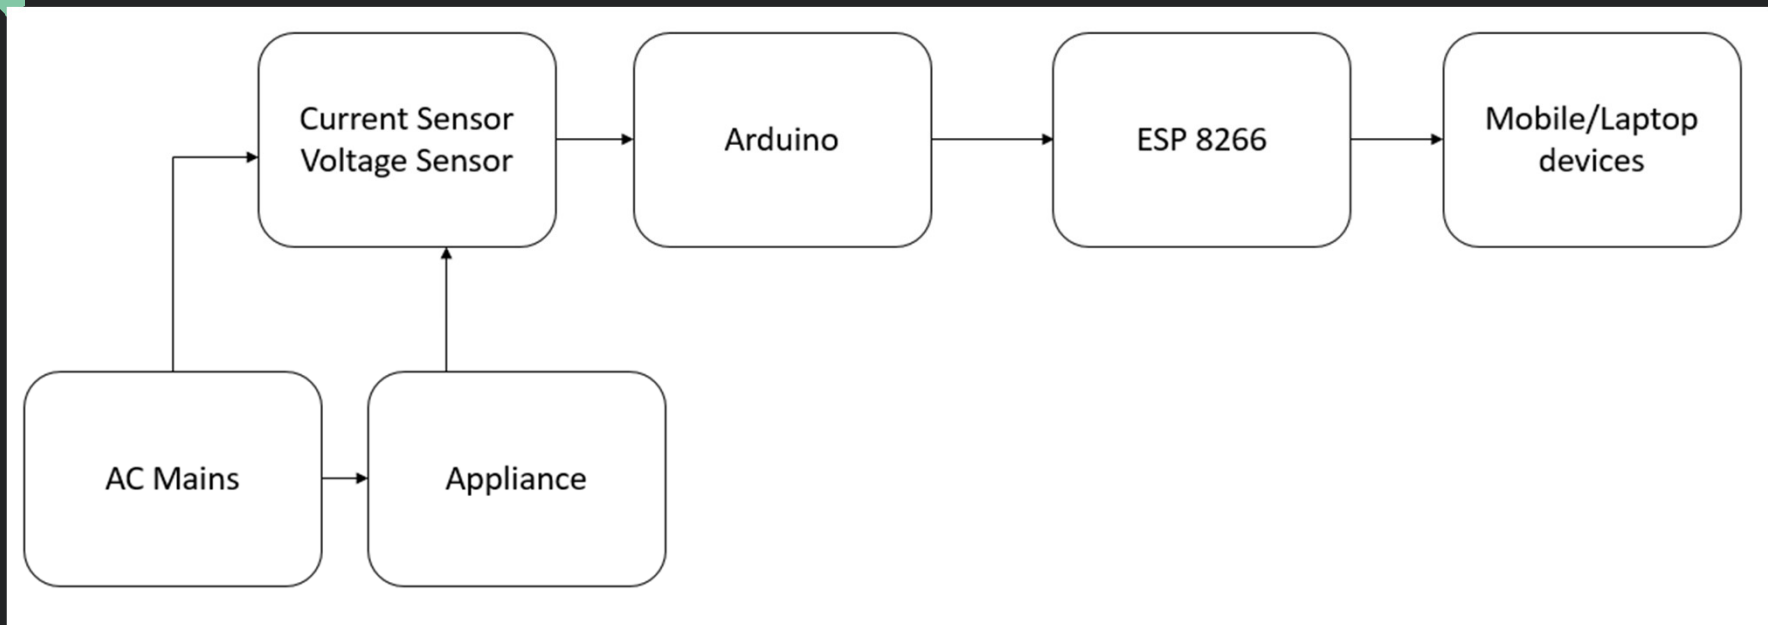 Current Sensor
Voltage Sensor
Arduino
ESP 8266
Mobile/Laptop
devices
AC Mains
Appliance